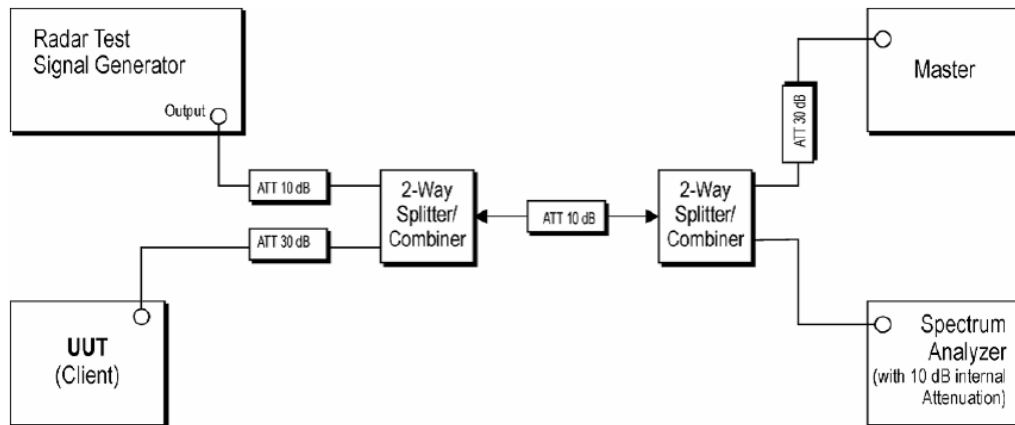 Radar Test
Signal Generator
Output
ATT 10 dB
ATT 30 dB
UUT
(Client)
2-Way
Splitter/
Combiner
ATT 10 dB
2-Way
Splitter/
Combiner
ATT 30 dB
Master
Spectrum
Analyzer
(with 10 dB internal
Attenuation)